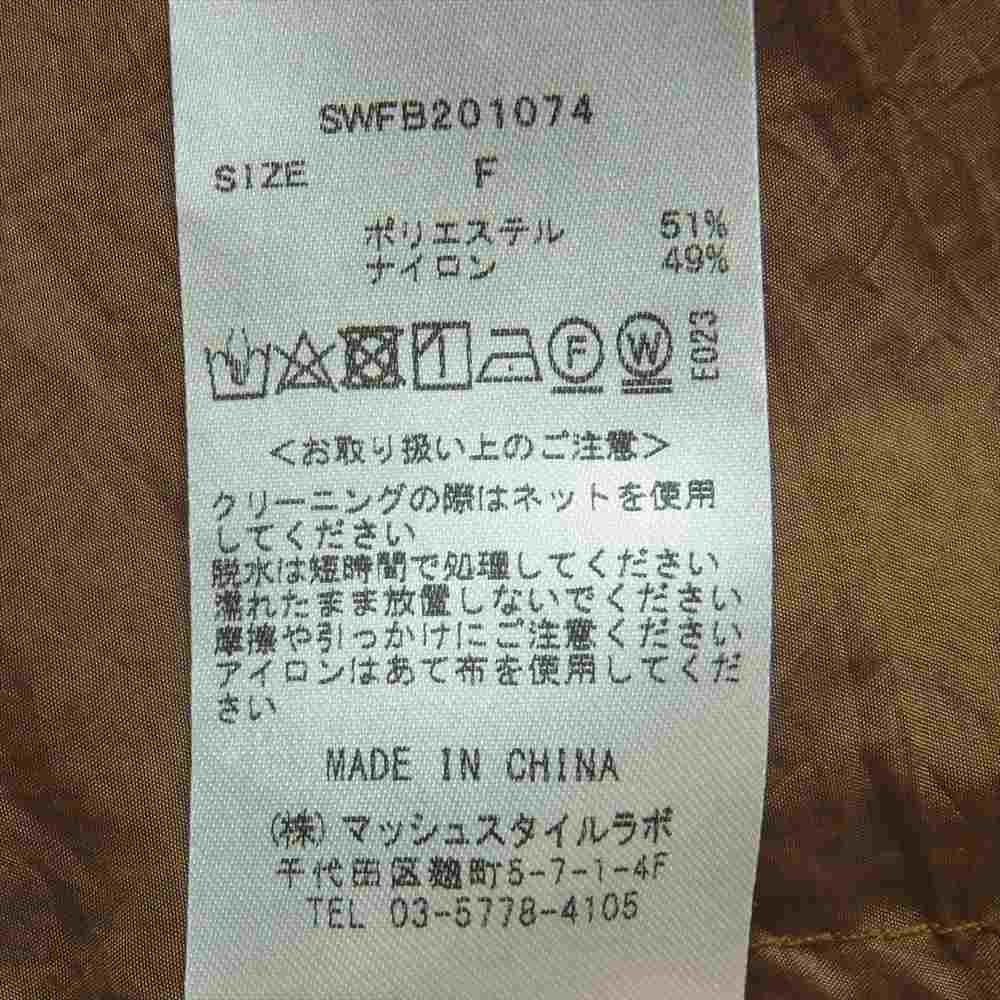 SWFB201074
SIZE F
ポリエステル 51%
ナイロン 49%
F W E023
<お取り扱い上のご注意>
クリーニングの際はネットを使用
してください
脱水は短時間で処理してください
濡れたまま放置しないでください
摩擦や引っかけにご注意ください
アイロンはあて布を使用してくだ
さい
MADE IN CHINA
(株)マッシュスタイルラボ
千代田区麹町5-7-1-4F
TEL 03-5778-4105